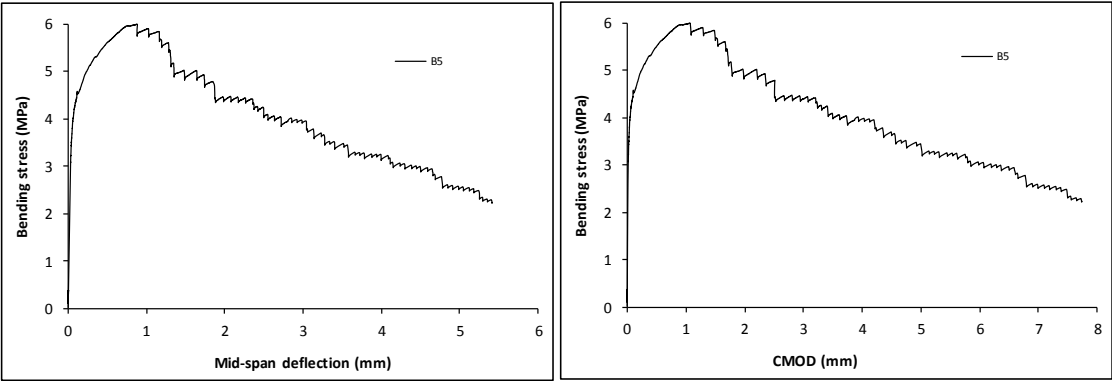 Bending stress (MPa)
6
5
4
3
2
1
0
B5
0 1 2 3 4 5 6
Mid-span deflection (mm)
Bending stress (MPa)
6
5
4
3
2
1
0
B5
0 1 2 3 4 5 6 7 8
CMOD (mm)